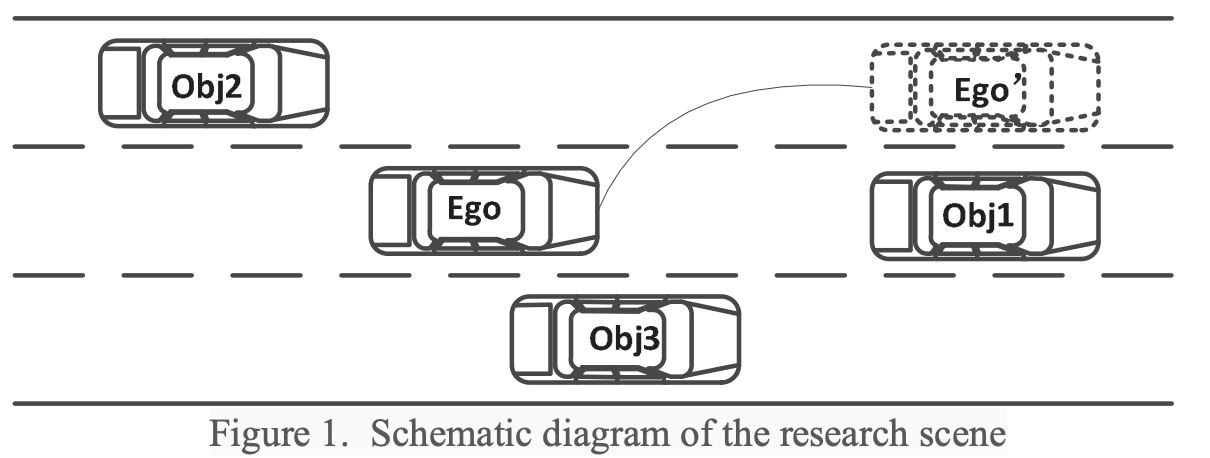 Obj2
Ego’
Ego
Obj1
Obj3
Figure 1.  Schematic diagram of the research scene